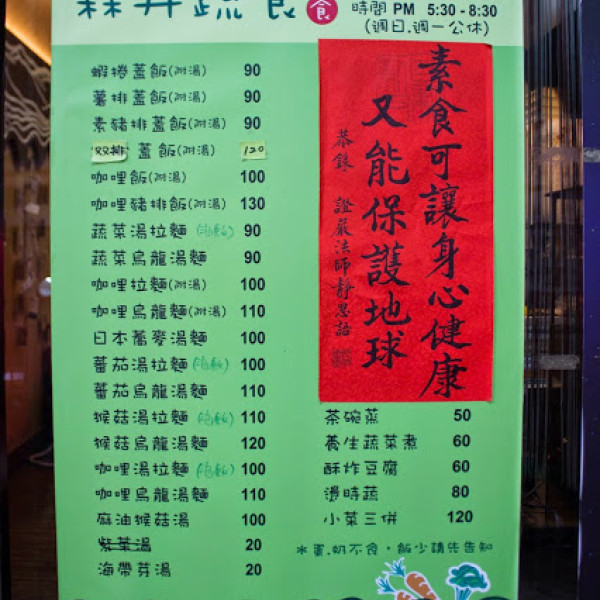 森井蔬食 食
時間 PM 5:30 - 8:30
(週日.週一公休)
蝦捲蓋飯(附湯) 90
薯排蓋飯(附湯) 90
素豬排蓋飯(附湯) 90
双排 蓋飯(附湯) 120
咖哩飯(附湯) 100
咖哩豬排飯(附湯) 130
蔬菜湯拉麵 90
蔬菜烏龍湯麵 90
咖哩拉麵(附湯) 100
咖哩烏龍麵(附湯) 110
日本蕎麥湯麵 100
蕃茄湯拉麵 100
蕃茄烏龍湯麵 110
猴菇湯拉麵 110
猴菇烏龍湯麵 120
咖哩湯拉麵 100
咖哩烏龍湯麵 110
麻油猴菇湯 100
紫菜湯 20
海帶芽湯 20
素食可讓身心健康
又能保護地球
恭錄 證嚴法師靜思語
茶碗蒸 50
養生蔬菜煮 60
酥炸豆腐 60
燙時蔬 80
小菜三併 120
※蛋.奶不食,飯少請先告知